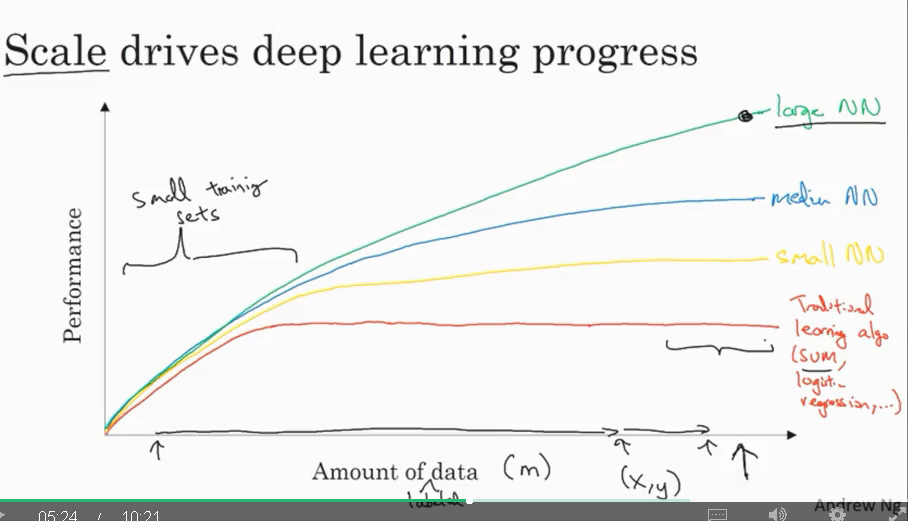 Scale drives deep learning progress
large NN
small training
sets
medium NN
small NN
Performance
Traditional
learning algo
(SVM,
logistic
regression,...)
Amount of data (m)
labeled
(x,y)
Andrew Ng
05:24 / 10:21